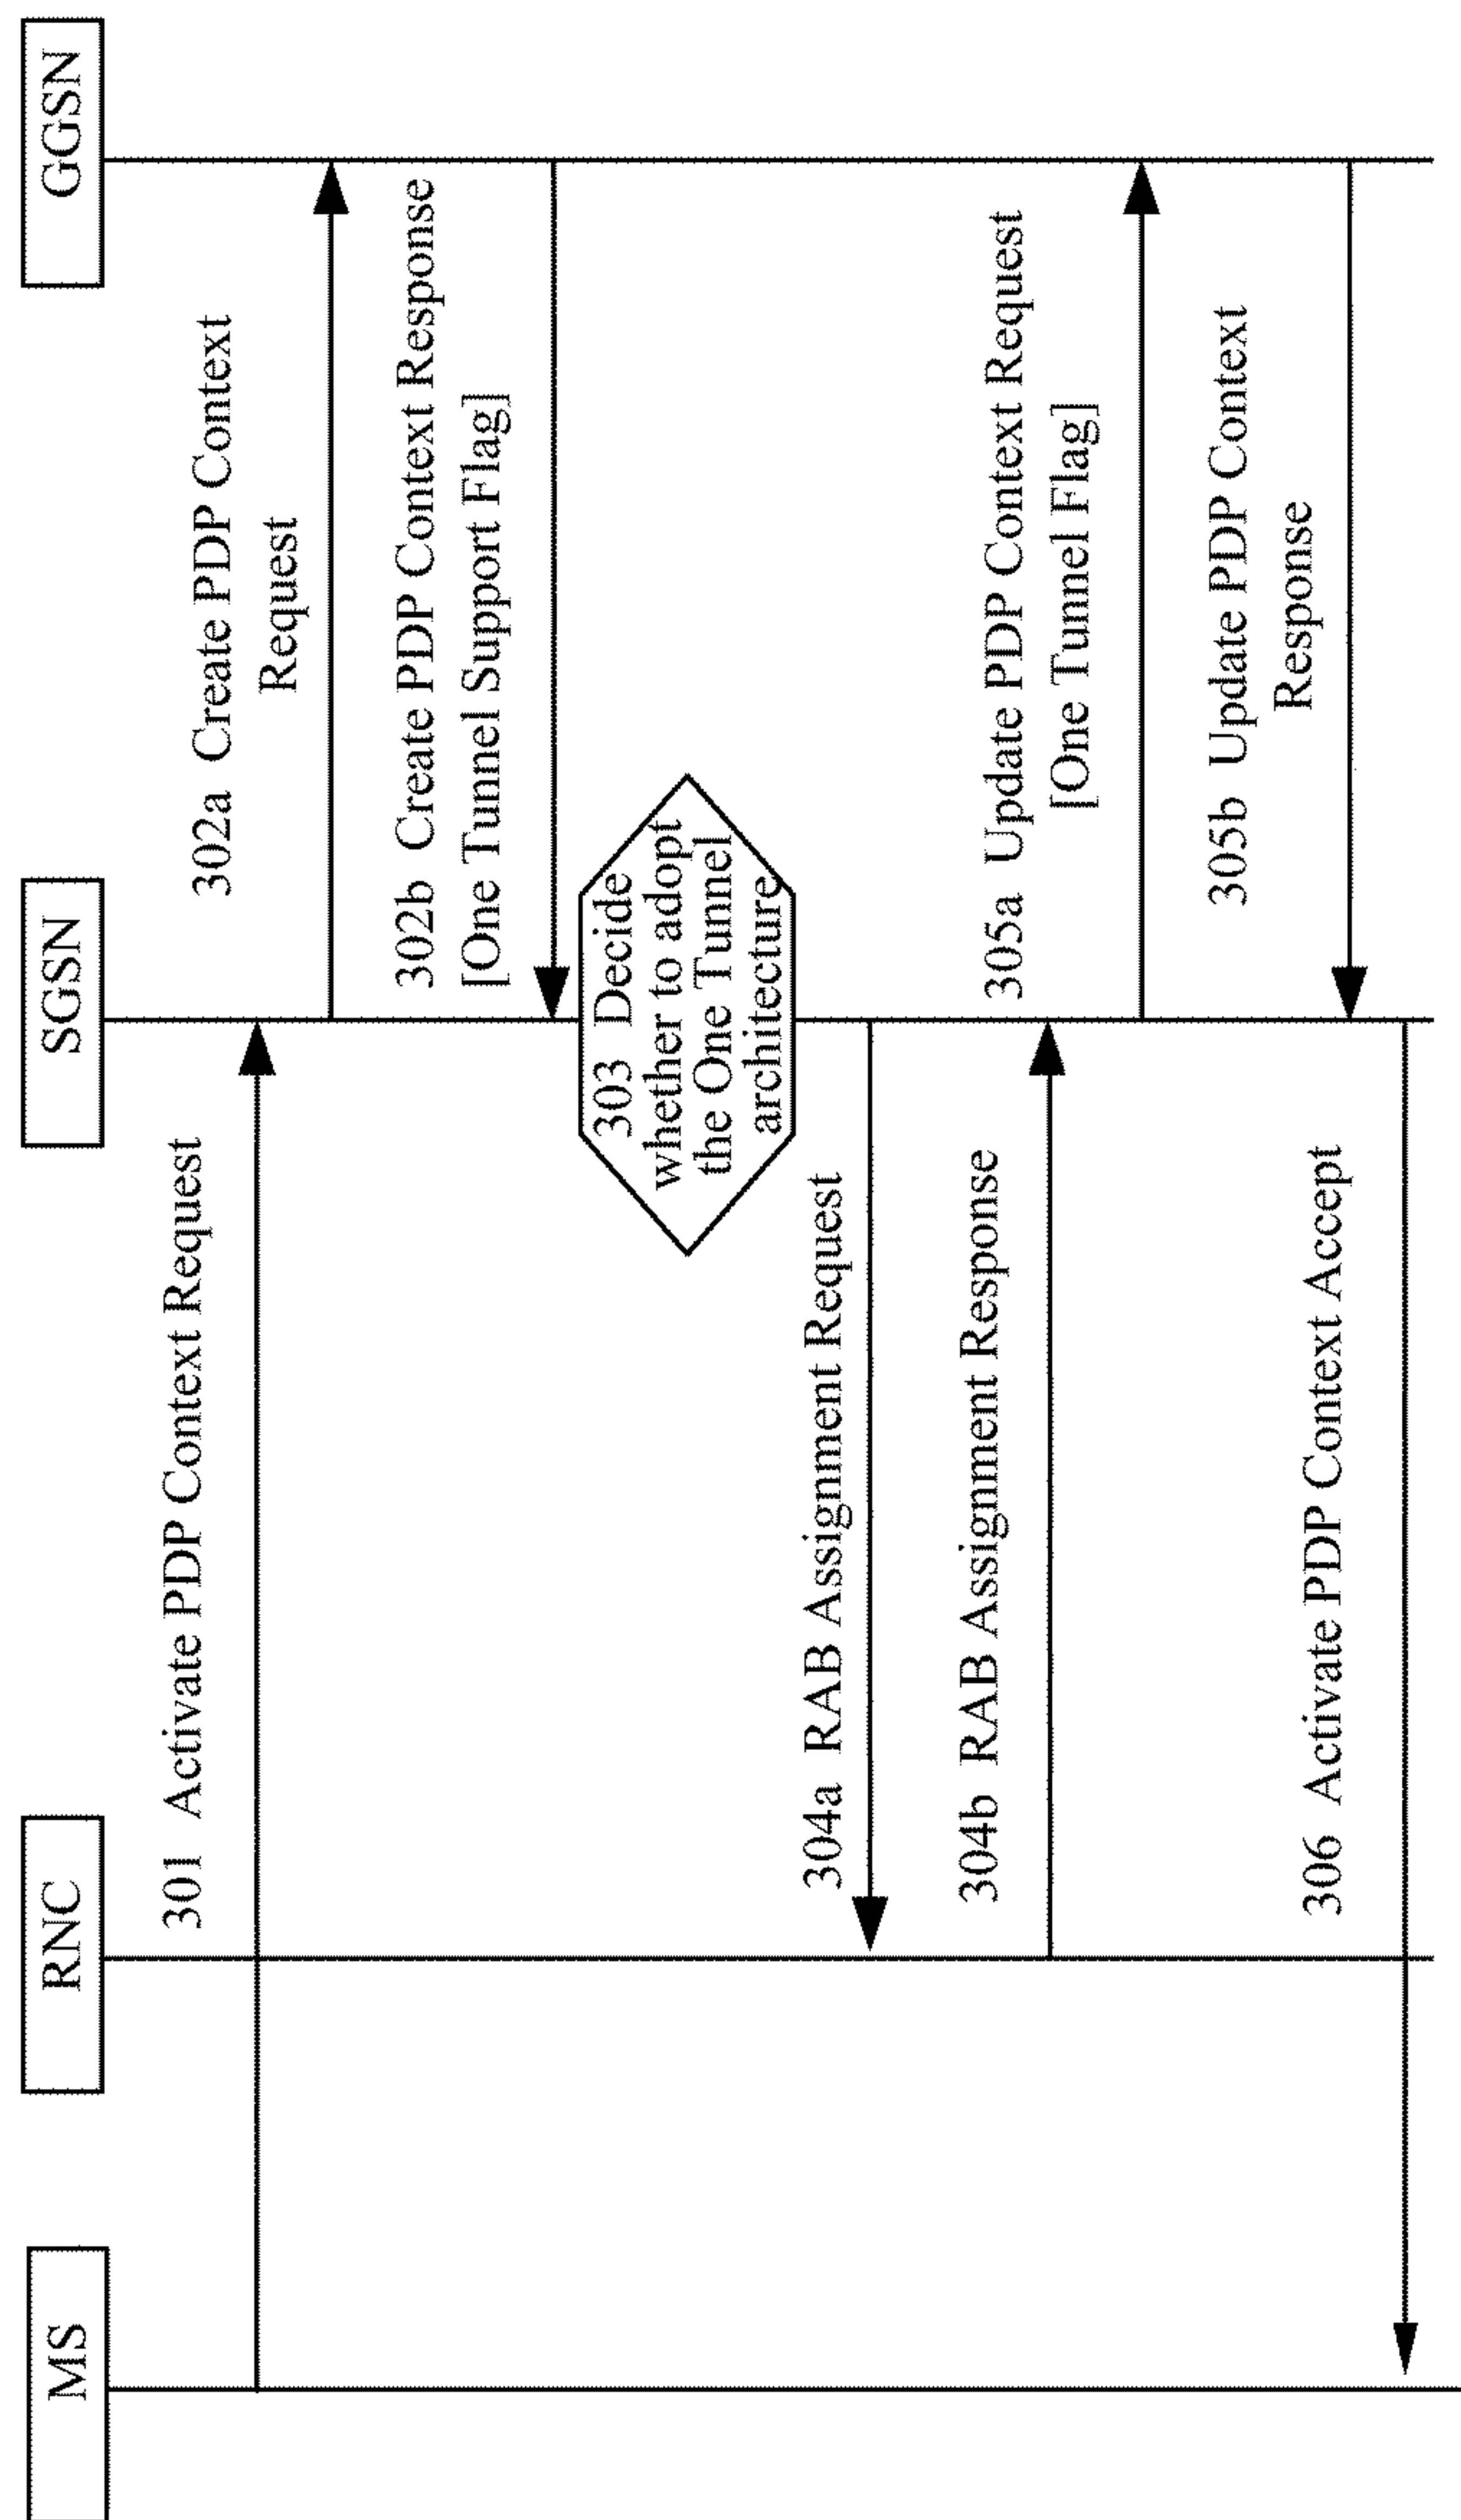 MS
RNC
SGSN
GGSN
301 Activate PDP Context Request
302a Create PDP Context
Request
302b Create PDP Context Response
[One Tunnel Support Flag]
303 Decide
whether to adopt
the One Tunnel
architecture
304a RAB Assignment Request
304b RAB Assignment Response
305a Update PDP Context Request
[One Tunnel Flag]
305b Update PDP Context
Response
306 Activate PDP Context Accept